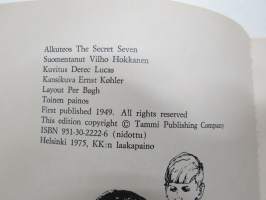 Alkuteos The Secret Seven
Suomentanut Vilho Hokkanen
Kuvitus Derec Lucas
Kansikuva Ernst Køhler
Layout Per Bøgh
Toinen painos
First published 1949. All rights reserved
This edition copyright © Tammi Publishing Company
ISBN 951-30-2222-6 (nidottu)
Helsinki 1975, KK:n laakapaino